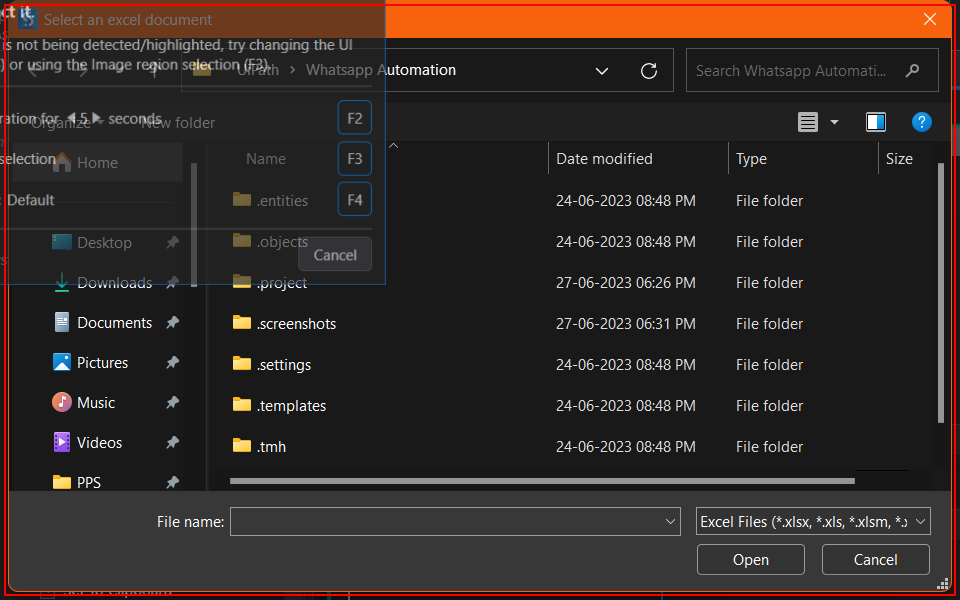 ct it.
Select an excel document
is not being detected/highlighted, try changing the UI
) or using the Image region selection (F3).
UiPath > Whatsapp Automation
Search Whatsapp Automati...
ration for 5 seconds
F2
Organize
New folder
selection
F3
Home
Name
Date modified
Type
Size
: Default
F4
.entities
24-06-2023 08:48 PM
File folder
Desktop
.objects
24-06-2023 08:48 PM
File folder
Cancel
Downloads
.project
27-06-2023 06:26 PM
File folder
Documents
.screenshots
27-06-2023 06:31 PM
File folder
Pictures
.settings
24-06-2023 08:48 PM
File folder
Music
.templates
24-06-2023 08:48 PM
File folder
Videos
.tmh
24-06-2023 08:48 PM
File folder
PPS
File name:
Excel Files (*.xlsx, *.xls, *.xlsm, *.x
Open
Cancel